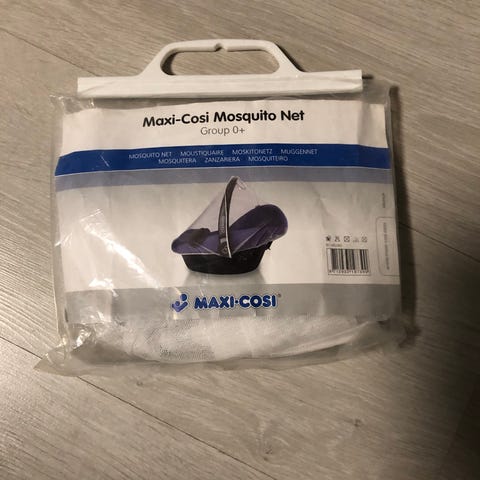 Maxi-Cosi Mosquito Net
Group 0+
MOSQUITO NET MOUSTIQUAIRE MOSKITONETZ MUGGENNET
MOSQUITERA ZANZARIERA MOSQUITEIRO
MAXI-COSI®